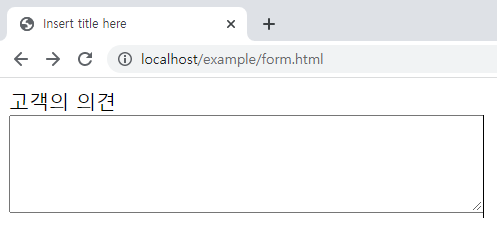 Insert title here
localhost/example/form.html
고객의 의견